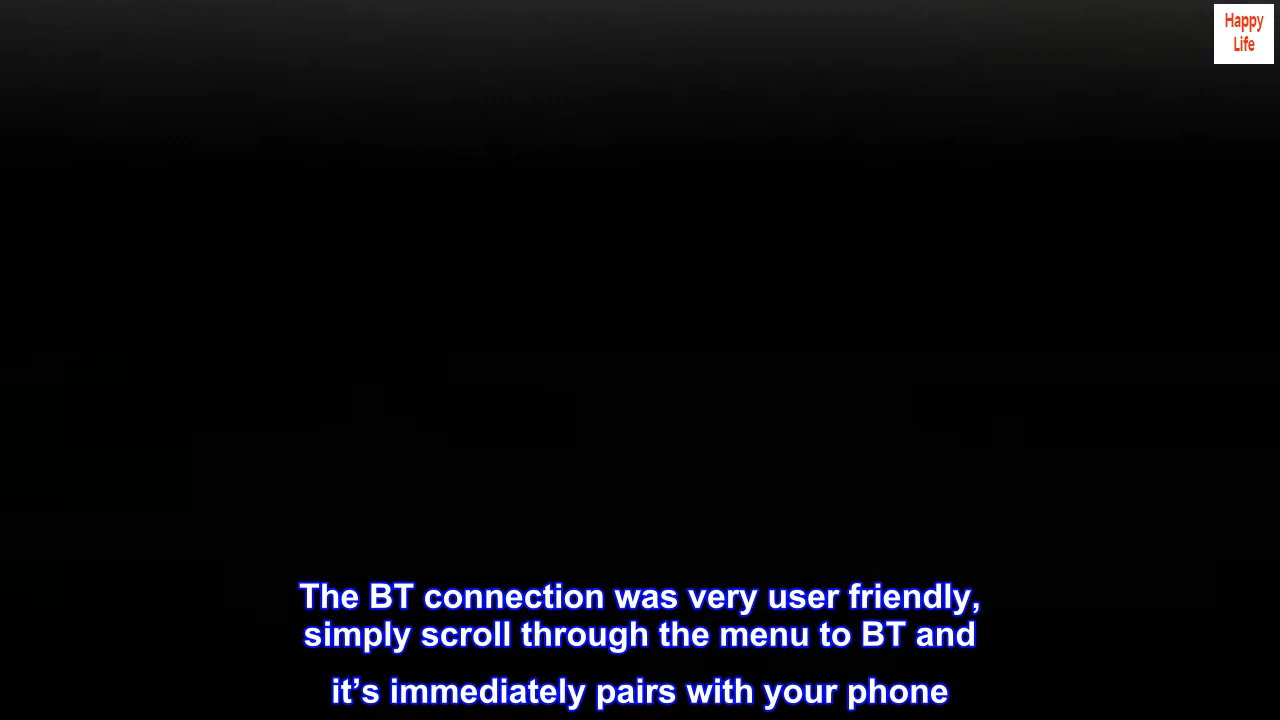 Happy
Life
The BT connection was very user friendly,
simply scroll through the menu to BT and
it’s immediately pairs with your phone